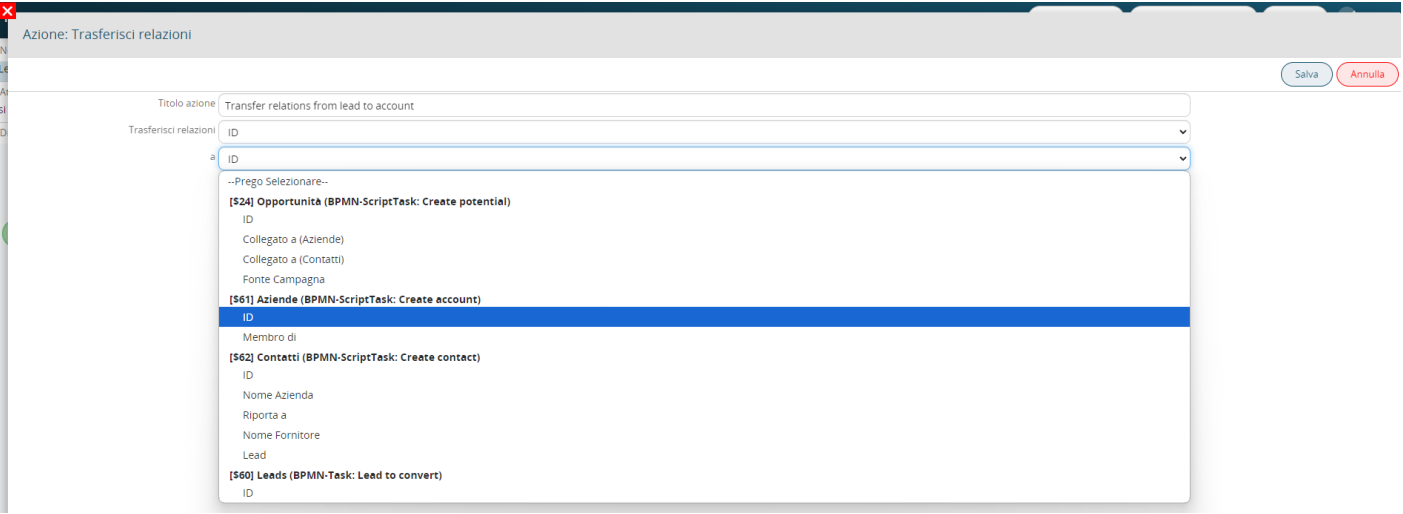 Azione: Trasferisci relazioni
Salva Annulla
Titolo azione Transfer relations from lead to account
Trasferisci relazioni ID
a ID
--Prego Selezionare--
[$24] Opportunità (BPMN-ScriptTask: Create potential)
ID
Collegato a (Aziende)
Collegato a (Contatti)
Fonte Campagna
[$61] Aziende (BPMN-ScriptTask: Create account)
ID
Membro di
[$62] Contatti (BPMN-ScriptTask: Create contact)
ID
Nome Azienda
Riporta a
Nome Fornitore
Lead
[$60] Leads (BPMN-Task: Lead to convert)
ID